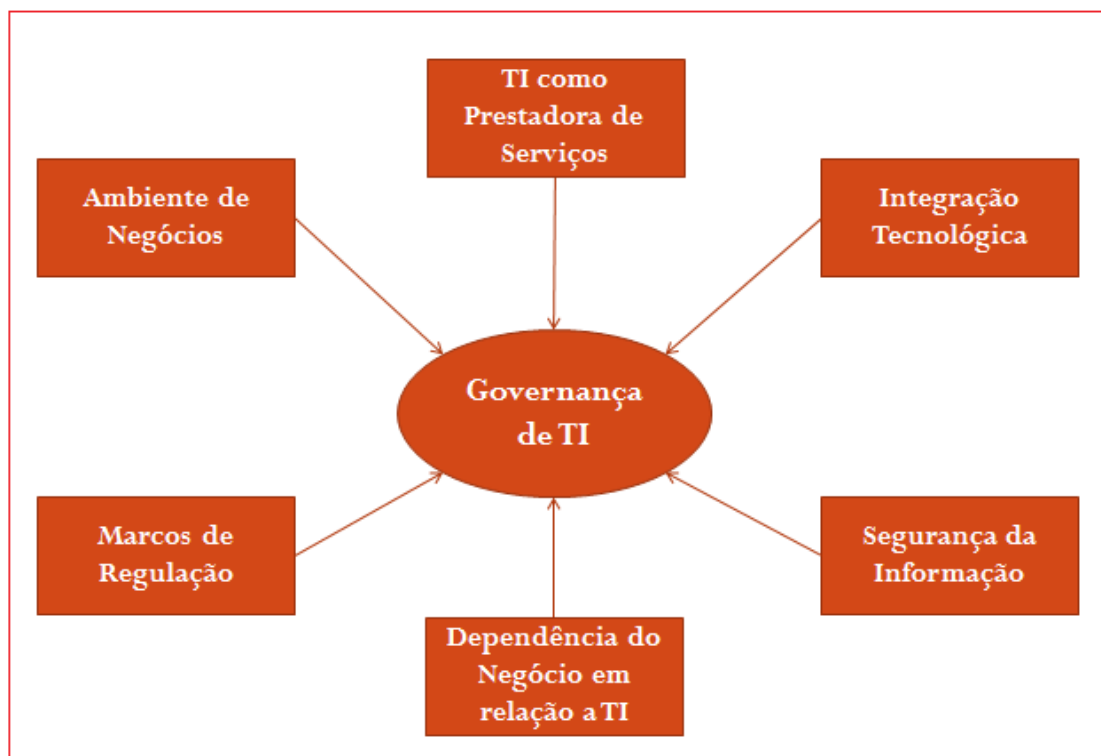 TI como
Prestadora de
Serviços
Ambiente de
Negócios
Integração
Tecnológica
Governança
de TI
Marcos de
Regulação
Segurança da
Informação
Dependência do
Negócio em
relação a TI